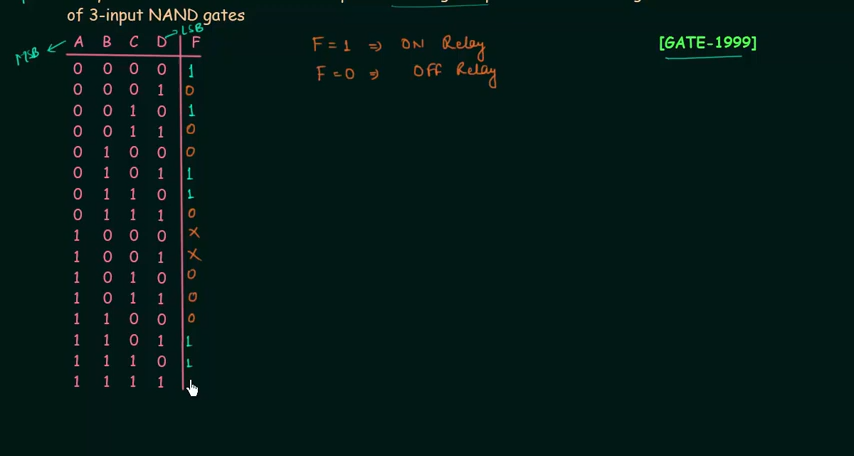 of 3-input NAND gates
MSB LSB
A B C D F
F = 1 ⇒ ON Relay
[GATE-1999]
0 0 0 0 1
F = 0 ⇒ OFF Relay
0 0 0 1 0
0 0 1 0 1
0 0 1 1 0
0 1 0 0 0
0 1 0 1 1
0 1 1 0 1
0 1 1 1 0
1 0 0 0 X
1 0 0 1 X
1 0 1 0 0
1 0 1 1 0
1 1 0 0 0
1 1 0 1 1
1 1 1 0 1
1 1 1 1